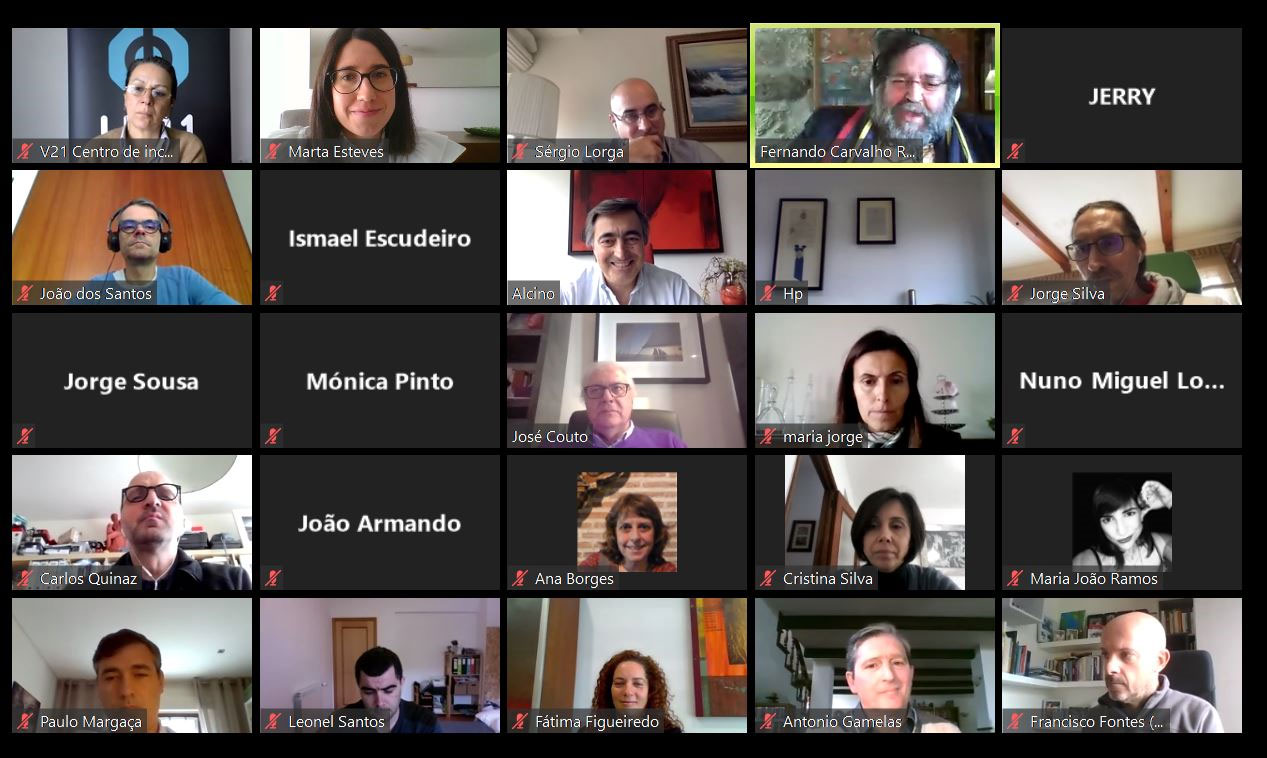 V21 Centro de inc...
Marta Esteves
Sérgio Lorga
Fernando Carvalho R...
JERRY
João dos Santos
Ismael Escudeiro
Alcino
Hp
Jorge Silva
Jorge Sousa
Mónica Pinto
José Couto
maria jorge
Nuno Miguel Lo...
Carlos Quinaz
João Armando
Ana Borges
Cristina Silva
Maria João Ramos
Paulo Margaça
Leonel Santos
Fátima Figueiredo
Antonio Gamelas
Francisco Fontes (...